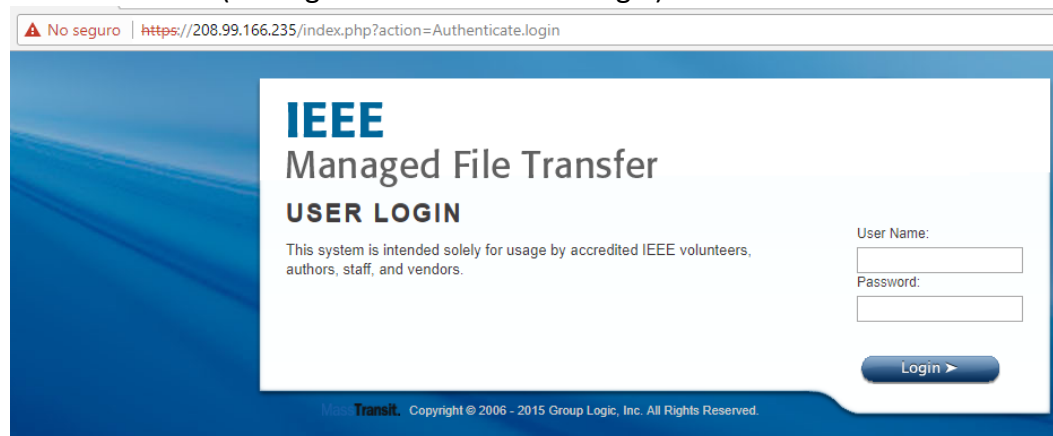 No seguro | https://208.99.166.235/index.php?action=Authenticate.login
IEEE
Managed File Transfer
USER LOGIN
This system is intended solely for usage by accredited IEEE volunteers,
authors, staff, and vendors.
User Name:
Password:
Login ➤
MassTransit. Copyright © 2006 - 2015 Group Logic, Inc. All Rights Reserved.